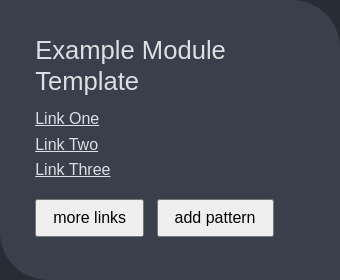 Example Module
Template
Link One
Link Two
Link Three
more links
add pattern